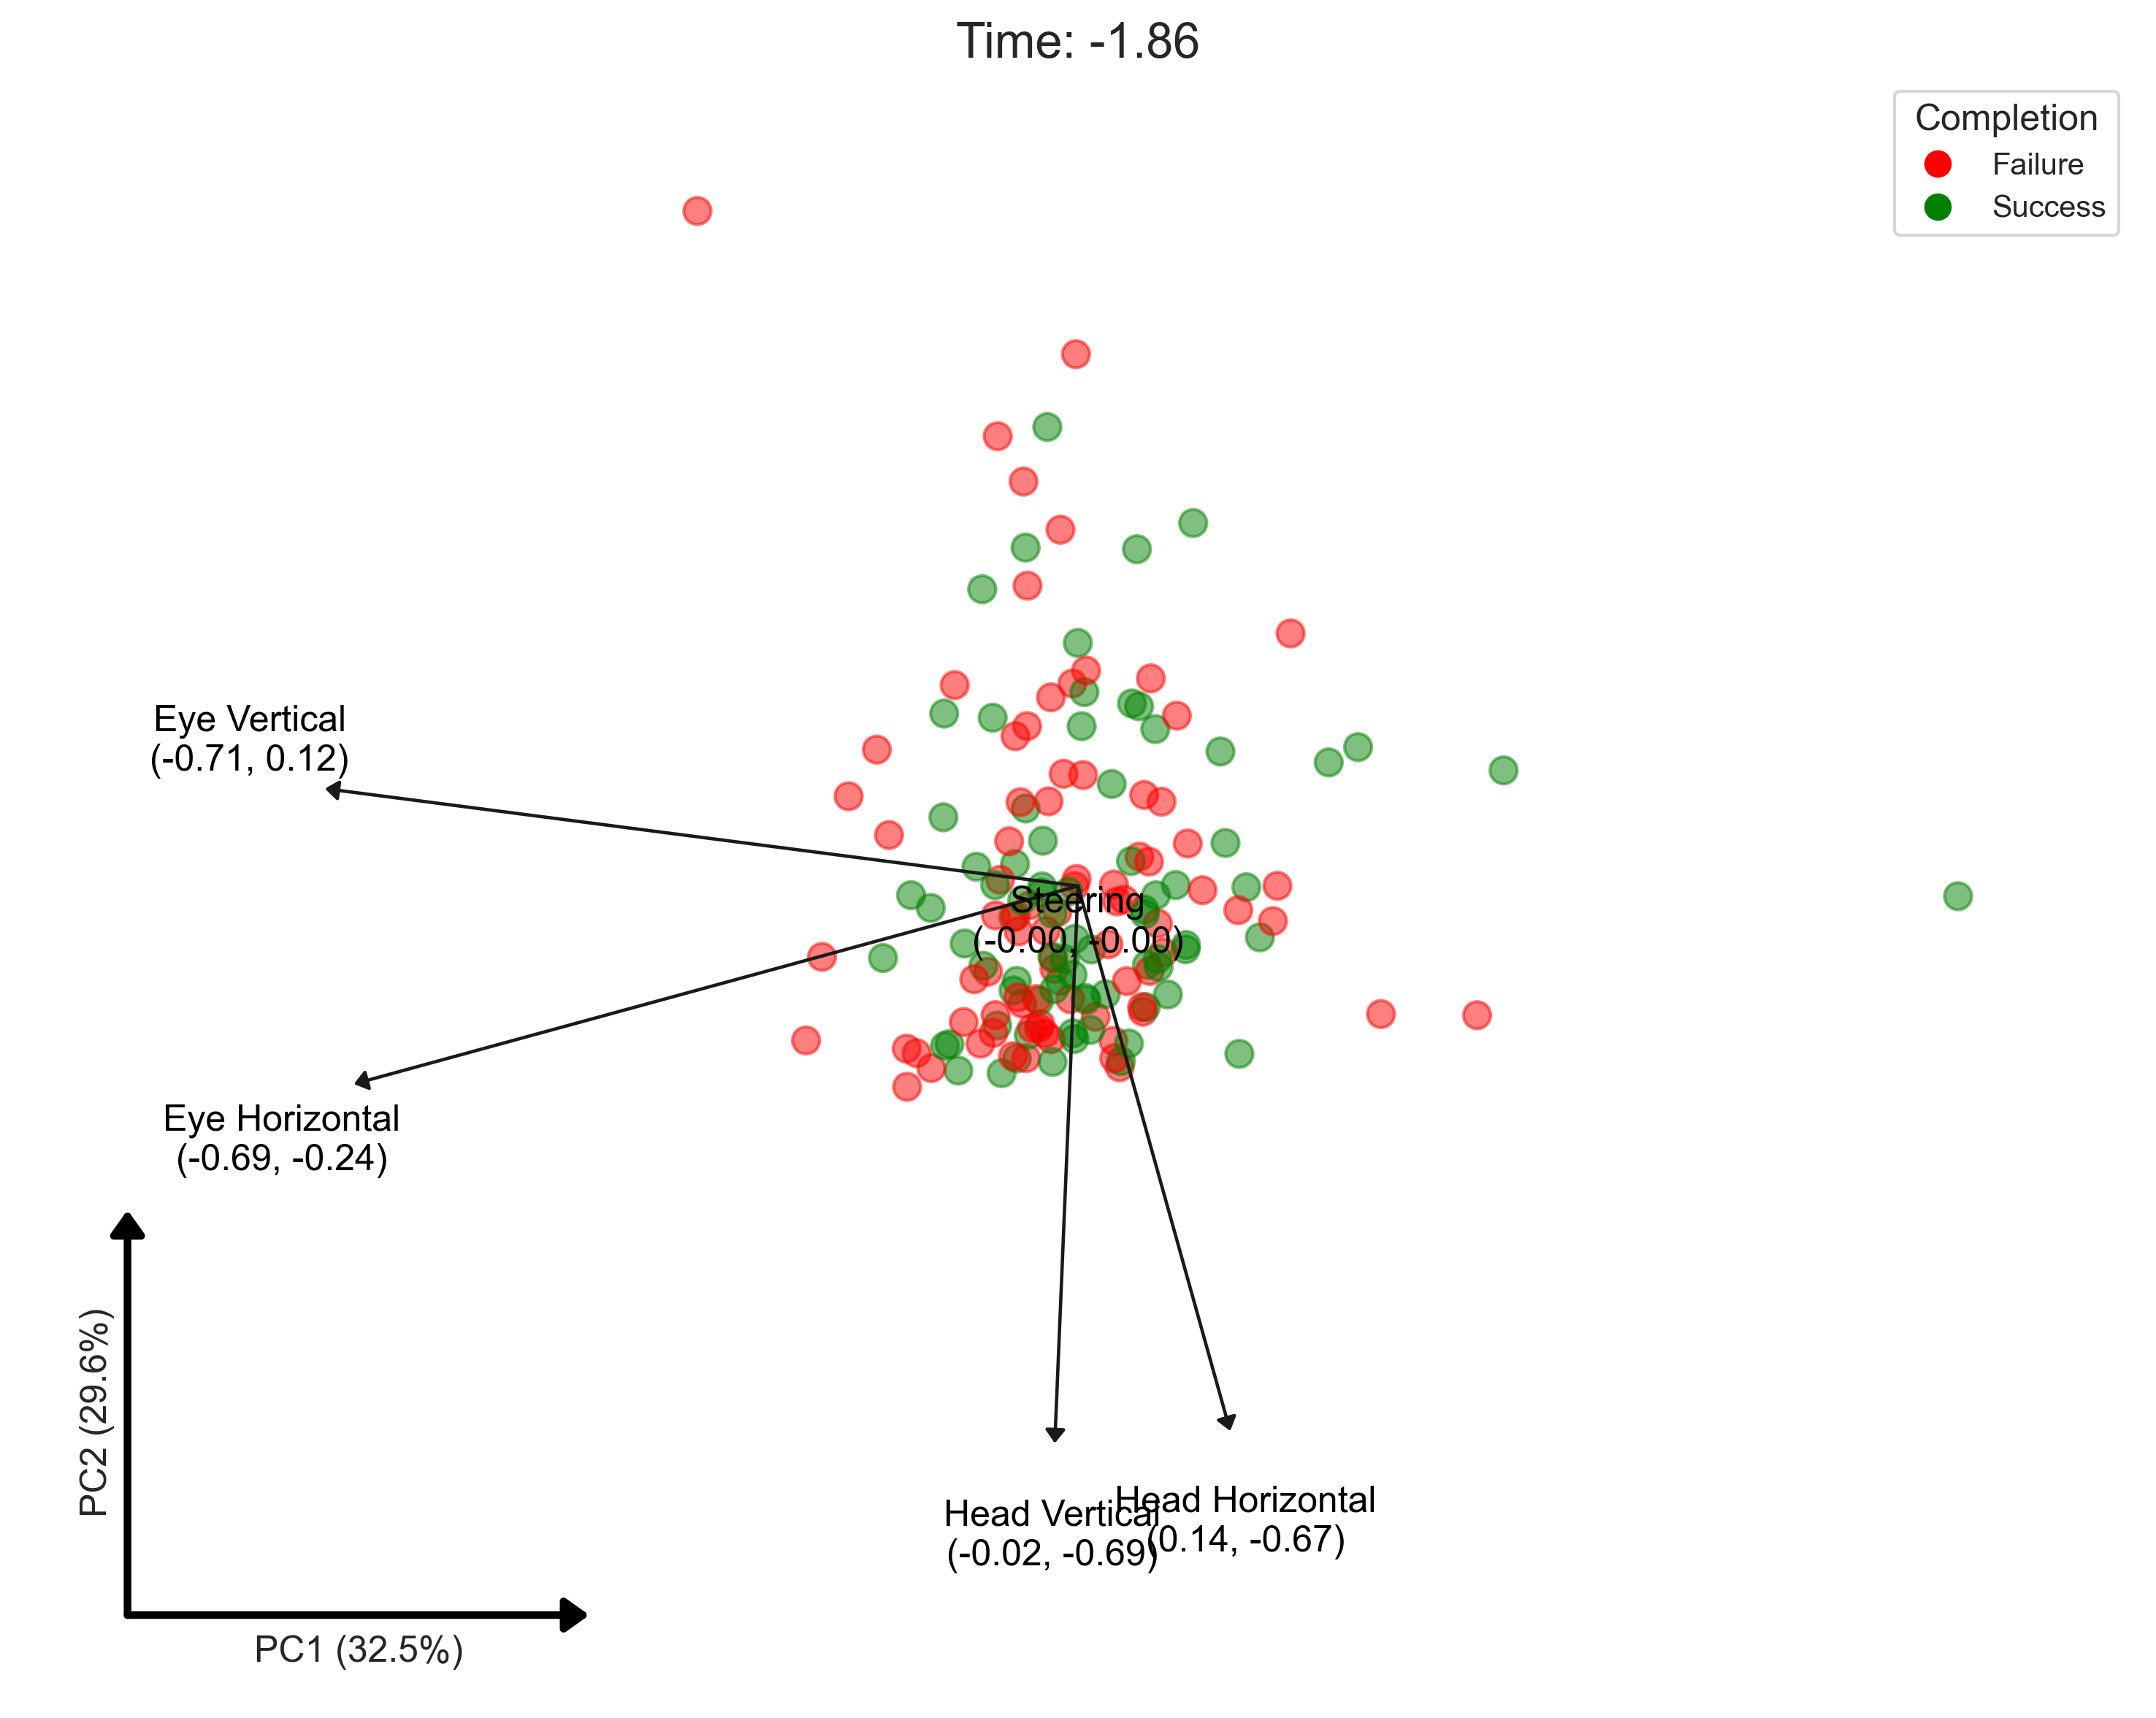 Time: -1.86
Completion
Failure
Success
Eye Vertical
(-0.71, 0.12)
Steering
(-0.00, -0.00)
Eye Horizontal
(-0.69, -0.24)
PC2 (29.6%)
Head Vertical
(-0.02, -0.69)
Head Horizontal
(0.14, -0.67)
PC1 (32.5%)